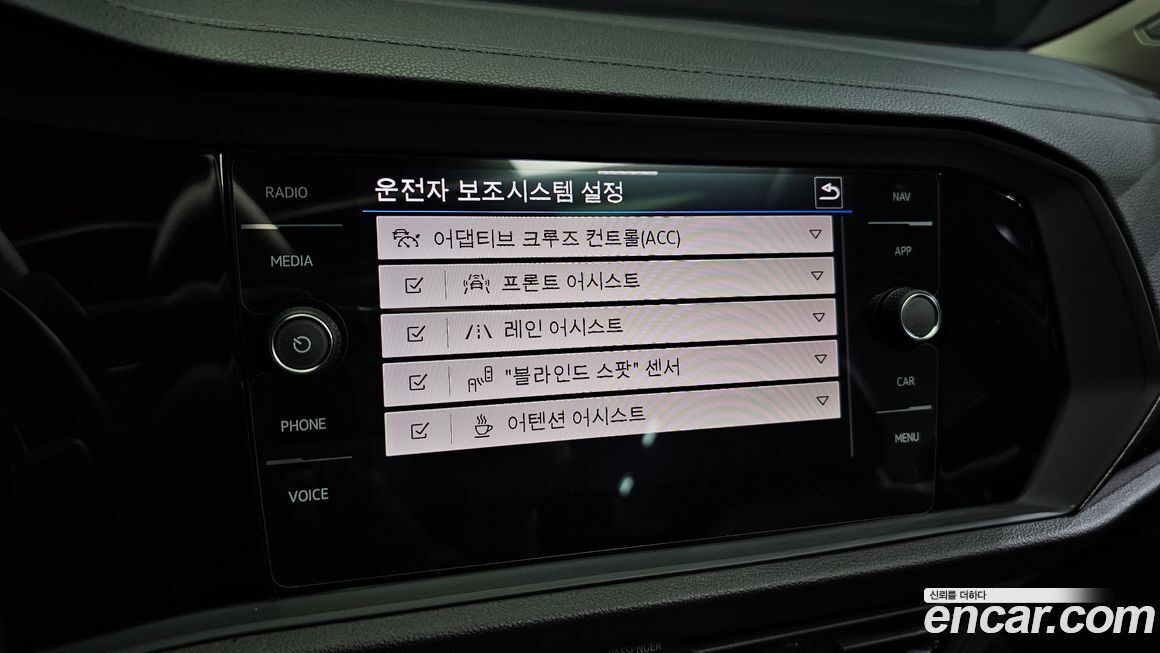 RADIO
MEDIA
PHONE
VOICE
운전자 보조시스템 설정
어댑티브 크루즈 컨트롤(ACC)
프론트 어시스트
레인 어시스트
"블라인드 스팟" 센서
어텐션 어시스트
NAV
APP
CAR
MENU
PASSENGER
신뢰를 더하다
encar.com